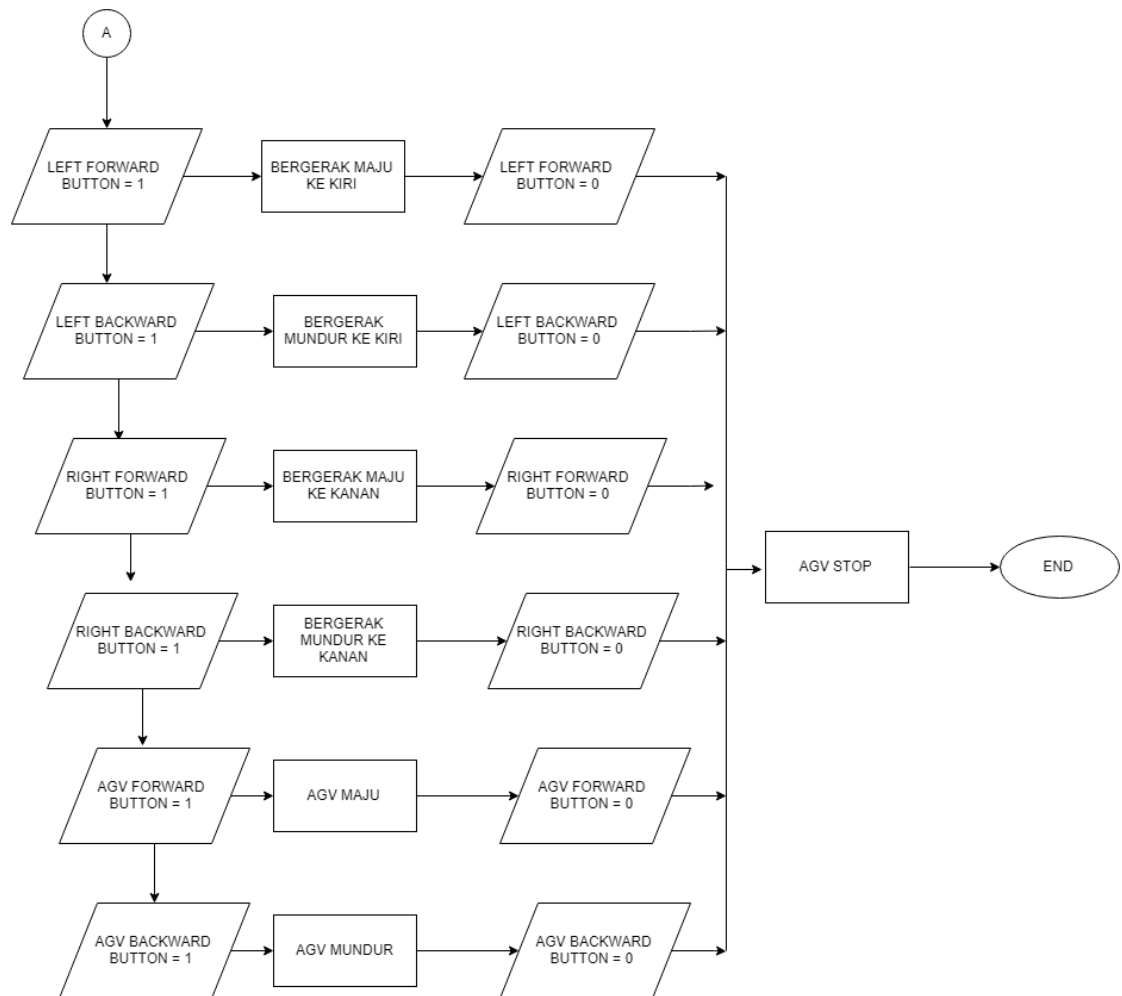 A
LEFT FORWARD
BUTTON = 1
BERGERAK MAJU
KE KIRI
LEFT FORWARD
BUTTON = 0
LEFT BACKWARD
BUTTON = 1
BERGERAK
MUNDUR KE KIRI
LEFT BACKWARD
BUTTON = 0
RIGHT FORWARD
BUTTON = 1
BERGERAK MAJU
KE KANAN
RIGHT FORWARD
BUTTON = 0
AGV STOP
END
RIGHT BACKWARD
BUTTON = 1
BERGERAK
MUNDUR KE
KANAN
RIGHT BACKWARD
BUTTON = 0
AGV FORWARD
BUTTON = 1
AGV MAJU
AGV FORWARD
BUTTON = 0
AGV BACKWARD
BUTTON = 1
AGV MUNDUR
AGV BACKWARD
BUTTON = 0